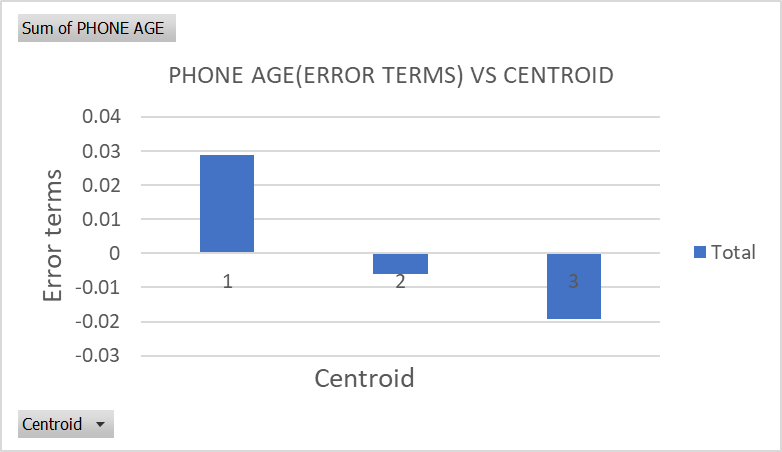 Sum of PHONE AGE
PHONE AGE(ERROR TERMS) VS CENTROID
0.04
0.03
0.02
0.01
0
-0.01
-0.02
-0.03
Error terms
1
2
3
Total
Centroid
Centroid